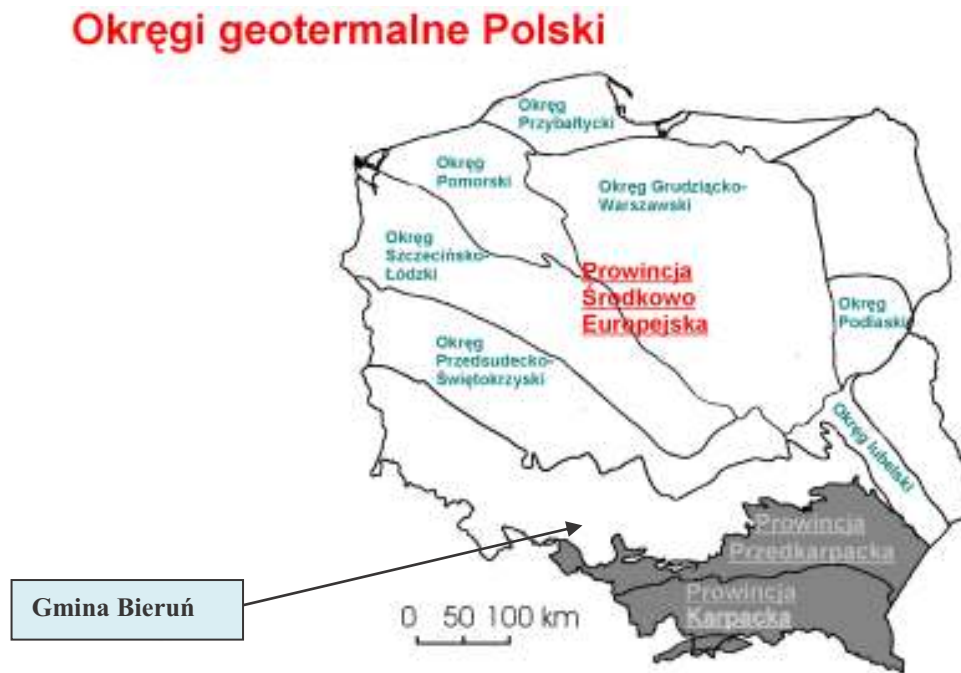 Okręgi geotermalne Polski
Okręg
Przybałtycki
Okręg
Pomorski
Okręg Grudziącko-
Warszawski
Okręg
Szczecińsko-
Łódzki
Prowincja
Środkowo
Europejska
Okręg
Podlaski
Okręg
Przedsudecko-
Świętokrzyski
Okręg lubelski
Prowincja
Przedkarpacka
Prowincja
Karpacka
Gmina Bieruń
0 50 100 km